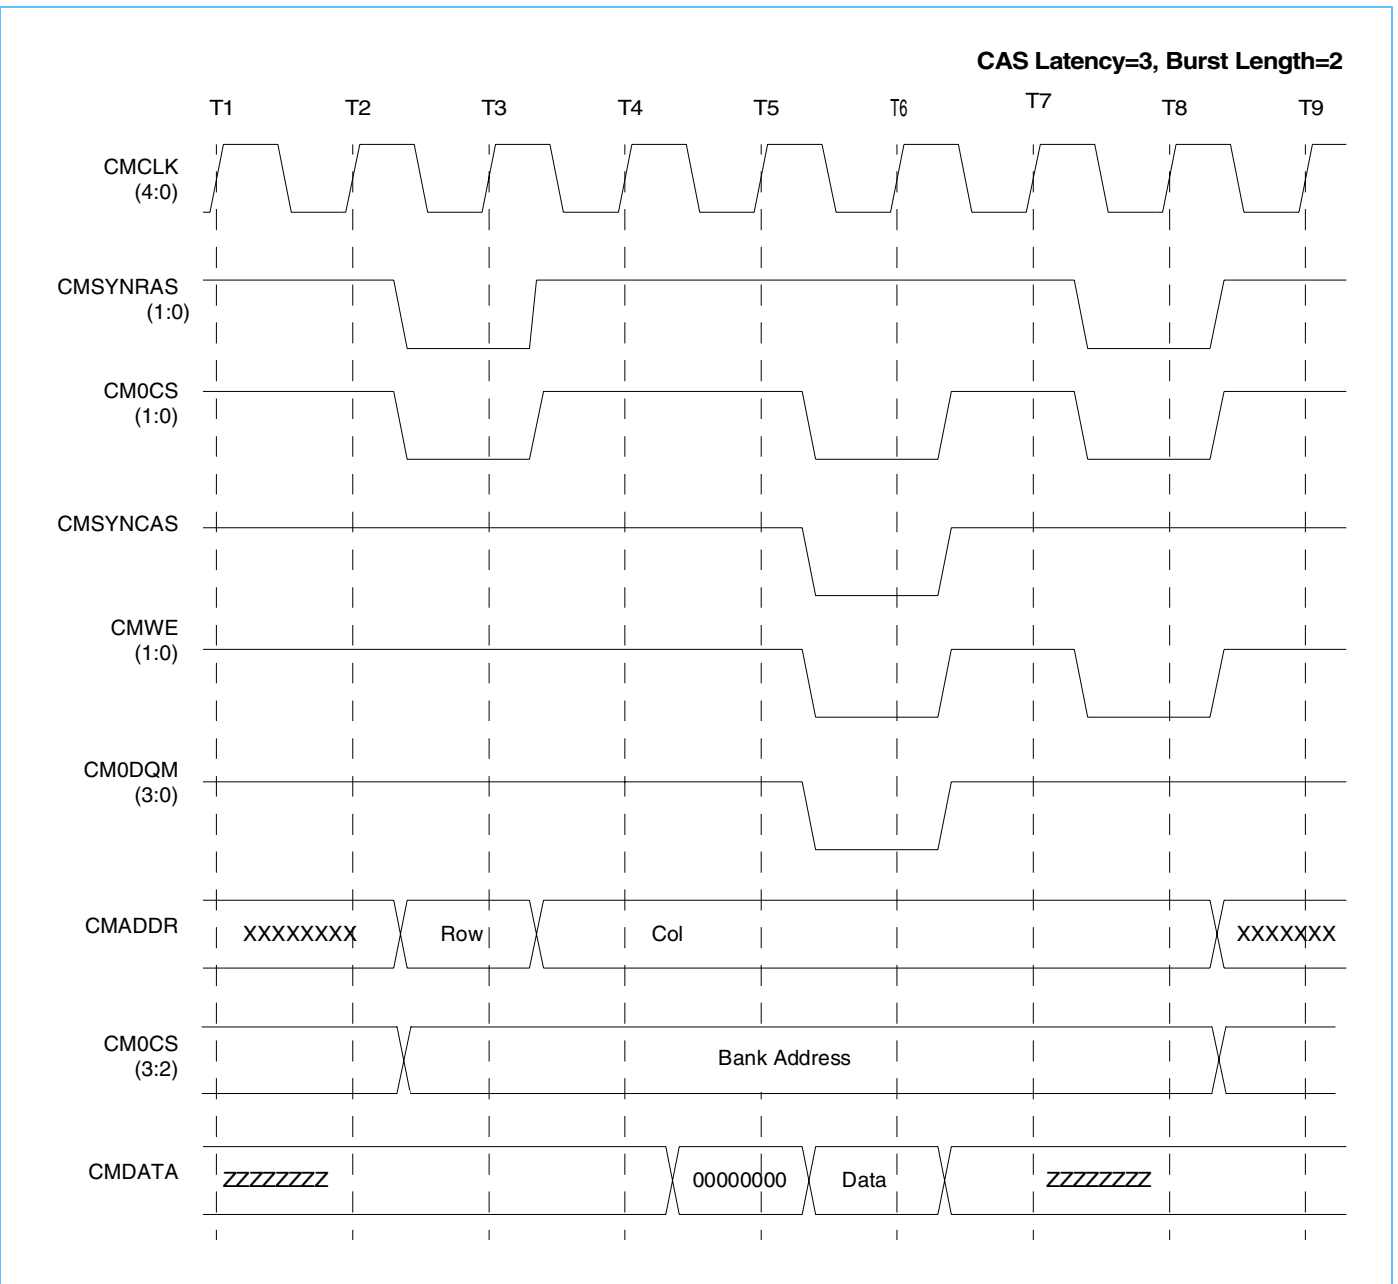 CAS Latency=3, Burst Length=2
T1 T2 T3 T4 T5 T6 T7 T8 T9
CMCLK
(4:0)
CMSYNRAS
(1:0)
CM0CS
(1:0)
CMSYNCAS
CMWE
(1:0)
CM0DQM
(3:0)
CMADDR XXXXXXXX Row Col XXXXXXX
CM0CS
(3:2)
Bank Address
CMDATA ZZZZZZZZ 00000000 Data ZZZZZZZZ